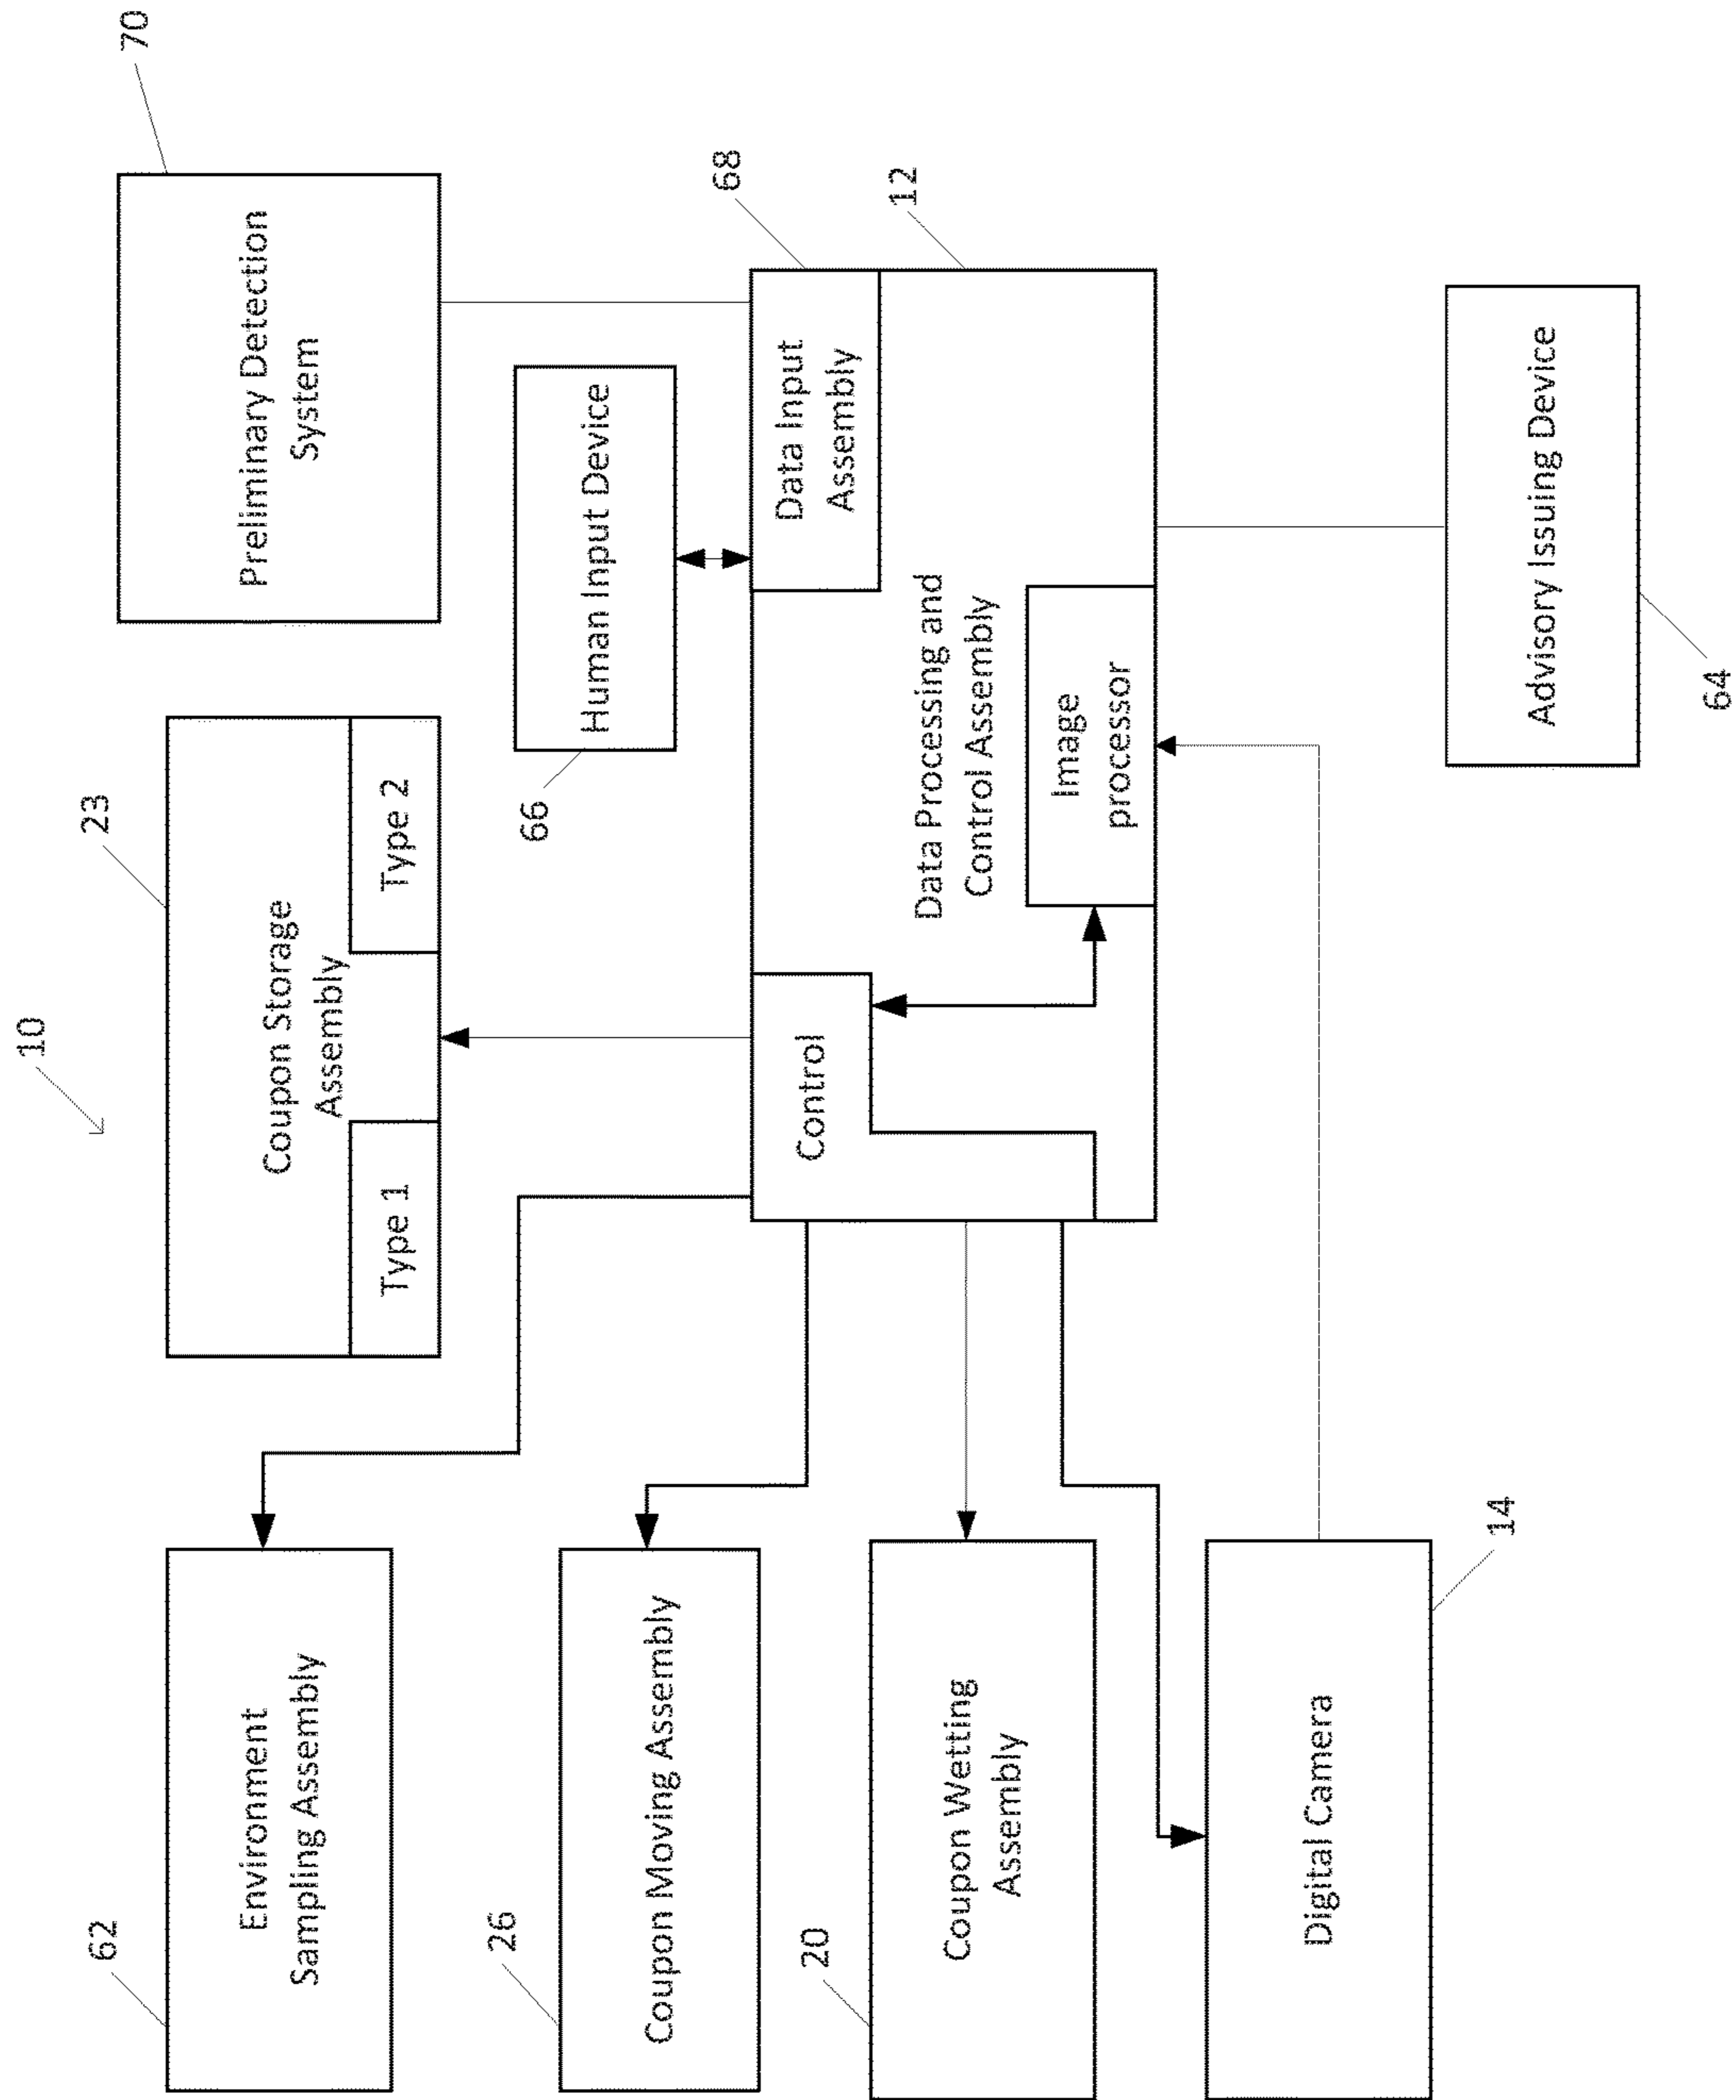 10
62
Environment
Sampling Assembly
23
Coupon Storage
Assembly
Type 1
Type 2
70
Preliminary Detection
System
26
Coupon Moving Assembly
66
Human Input Device
20
Coupon Wetting
Assembly
Control
Data Processing and
Control Assembly
Image
processor
68
Data Input
Assembly
12
14
Digital Camera
64
Advisory Issuing Device